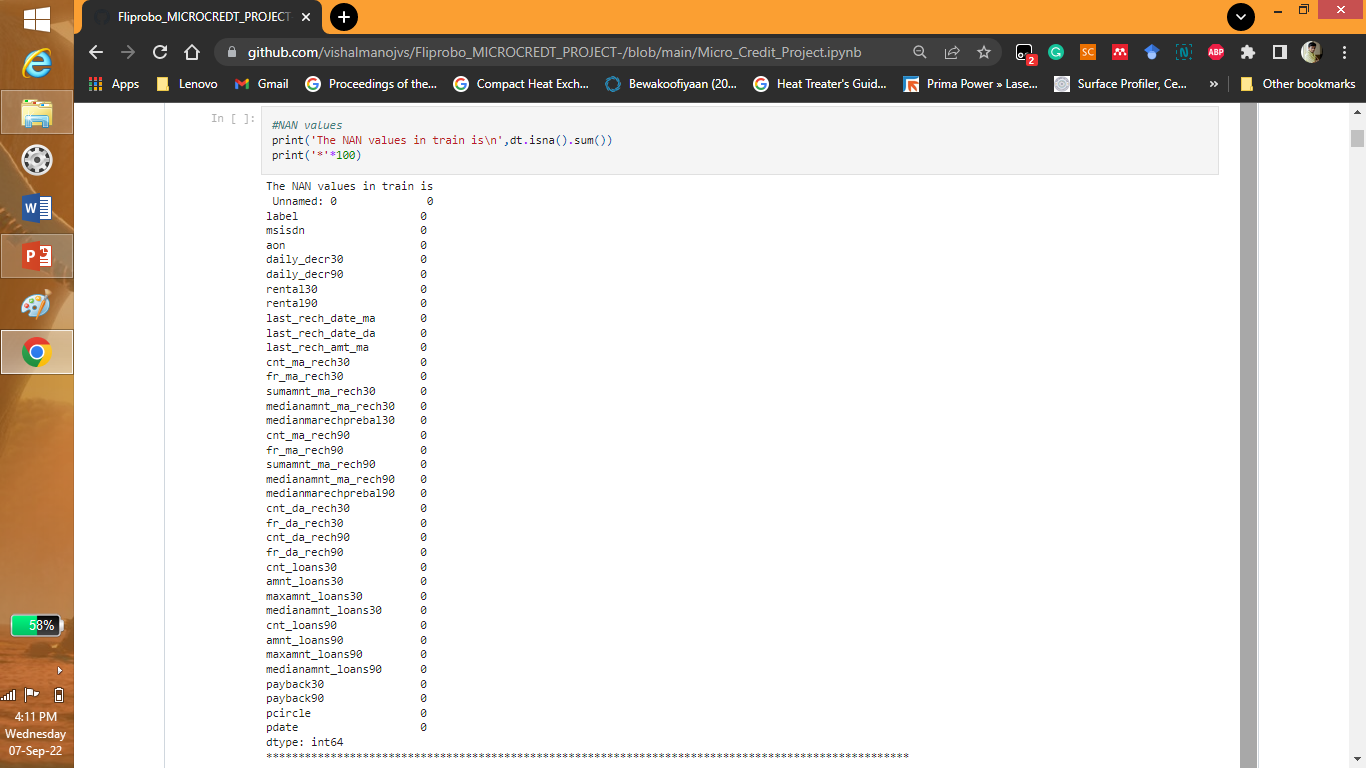 Fliprobo_MICROCREDT_PROJECT
github.com/vishalmanojvs/Fliprobo_MICROCREDT_PROJECT-/blob/main/Micro_Credit_Project.ipynb
2
SC
ABP
Apps
Lenovo
Gmail
Proceedings of the...
Compact Heat Exch...
Bewakoofiyaan (20...
Heat Treater's Guid...
Prima Power » Lase...
Surface Profiler, Ce...
»
Other bookmarks
In [ ]:
#NAN values
print('The NAN values in train is\n',dt.isna().sum())
print('*'*100)
The NAN values in train is
Unnamed: 0 0
label 0
msisdn 0
aon 0
daily_decr30 0
daily_decr90 0
rental30 0
rental90 0
last_rech_date_ma 0
last_rech_date_da 0
last_rech_amt_ma 0
cnt_ma_rech30 0
fr_ma_rech30 0
sumamnt_ma_rech30 0
medianamnt_ma_rech30 0
medianmarechprebal30 0
cnt_ma_rech90 0
fr_ma_rech90 0
sumamnt_ma_rech90 0
medianamnt_ma_rech90 0
medianmarechprebal90 0
cnt_da_rech30 0
fr_da_rech30 0
cnt_da_rech90 0
fr_da_rech90 0
cnt_loans30 0
amnt_loans30 0
maxamnt_loans30 0
medianamnt_loans30 0
cnt_loans90 0
amnt_loans90 0
maxamnt_loans90 0
medianamnt_loans90 0
payback30 0
payback90 0
pcircle 0
pdate 0
dtype: int64
****************************************************************************************************
58%
4:11 PM
Wednesday
07-Sep-22